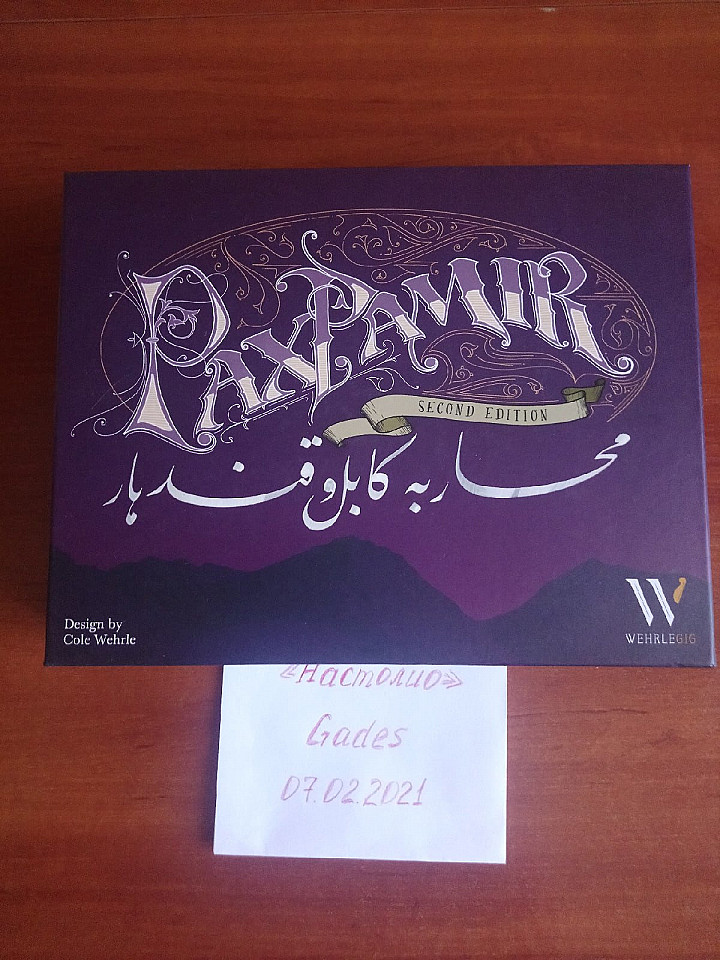 PAX PAMIR
SECOND EDITION
محاربه کابل و قندهار
Design by
Cole Wehrle
W
WEHRLEGIG
«Настолио»
Gades
07.02.2021